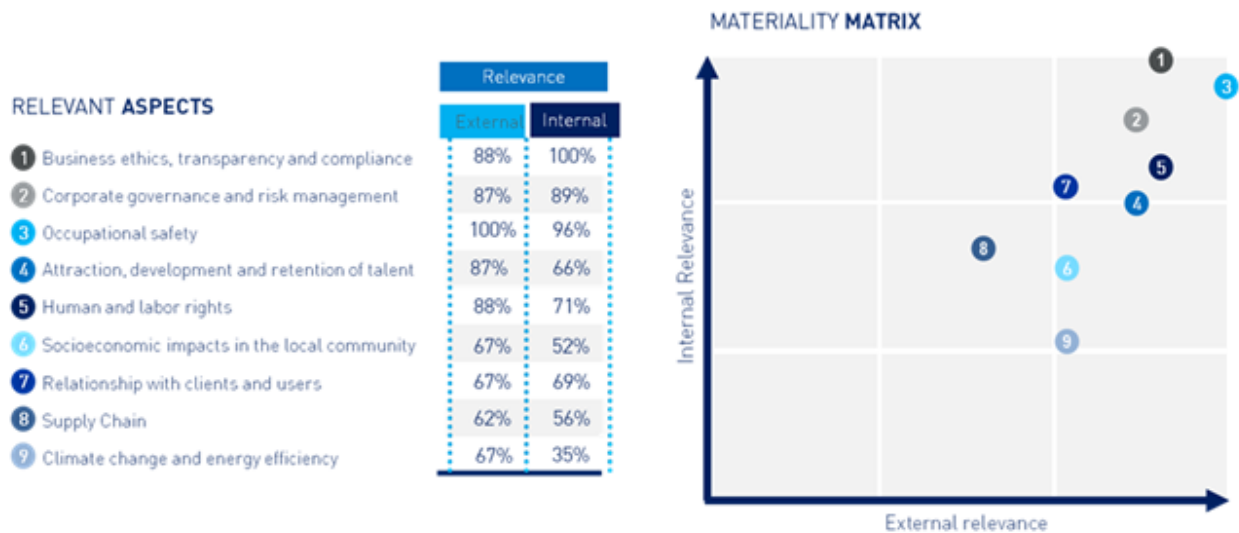 MATERIALITY MATRIX
Relevance
RELEVANT ASPECTS
External Internal
1 Business ethics, transparency and compliance 88% 100%
2 Corporate governance and risk management 87% 89%
3 Occupational safety 100% 96%
4 Attraction, development and retention of talent 87% 66%
5 Human and labor rights 88% 71%
6 Socioeconomic impacts in the local community 67% 52%
7 Relationship with clients and users 67% 69%
8 Supply Chain 62% 56%
9 Climate change and energy efficiency 67% 35%
Internal Relevance
1
3
2
5
7
4
8
6
9
External relevance